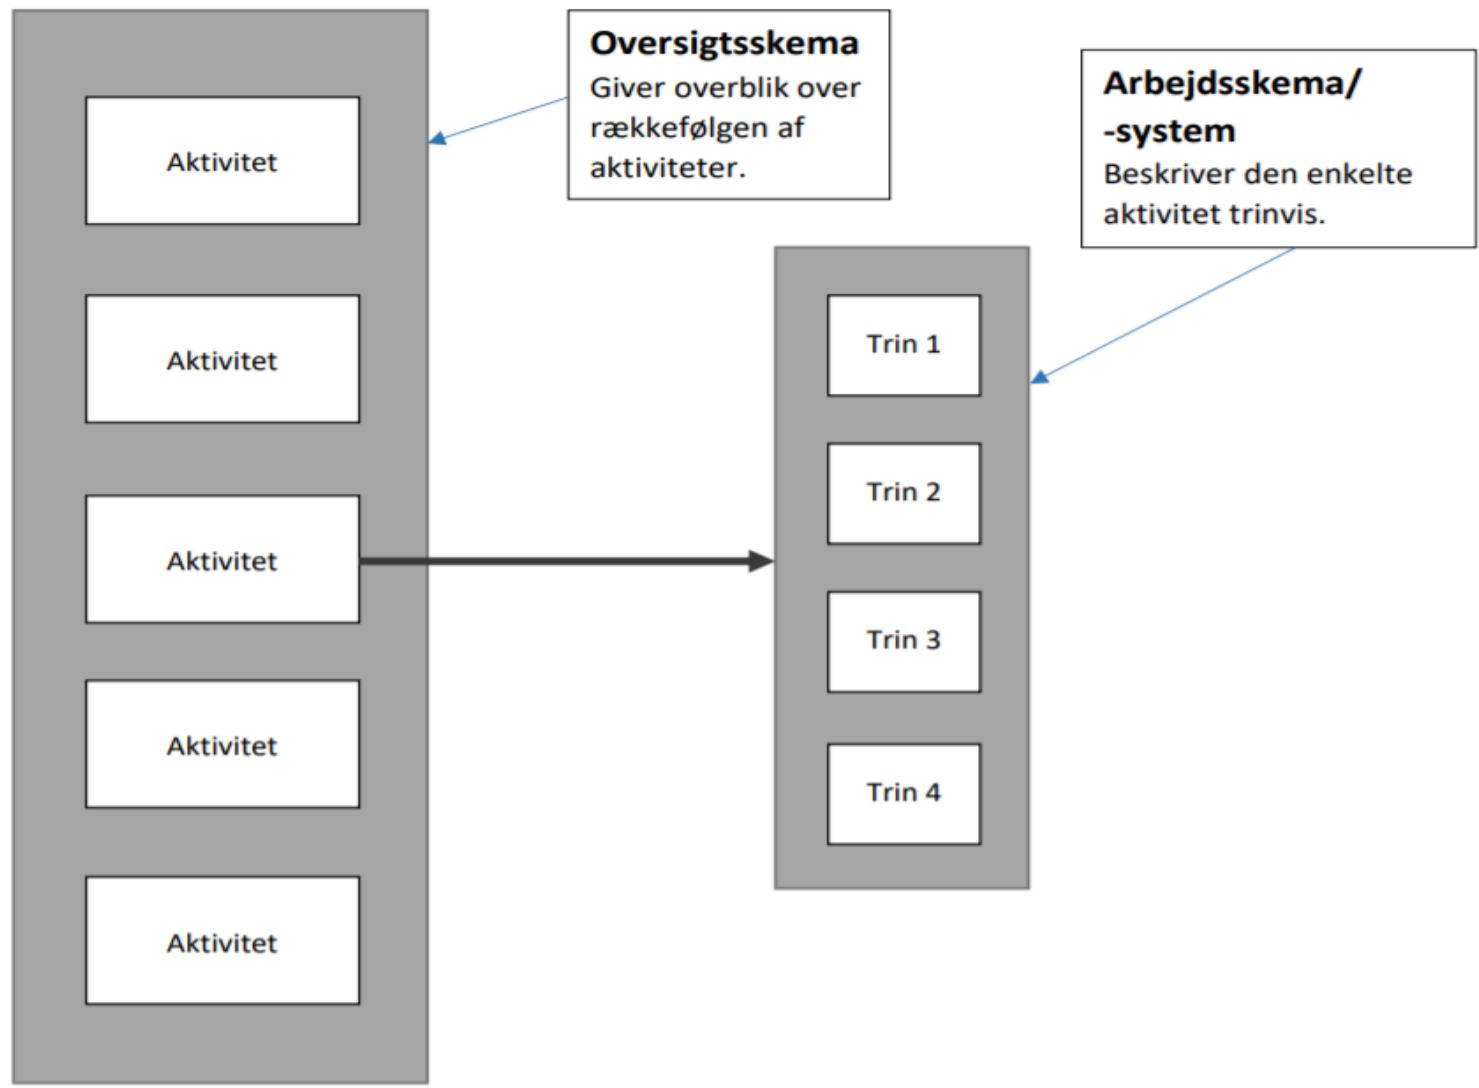 Oversigtsskema
Giver overblik over
rækkefølgen af
aktiviteter.
Arbejdsskema/
-system
Beskriver den enkelte
aktivitet trinvis.
Aktivitet
Aktivitet
Aktivitet
Aktivitet
Aktivitet
Trin 1
Trin 2
Trin 3
Trin 4